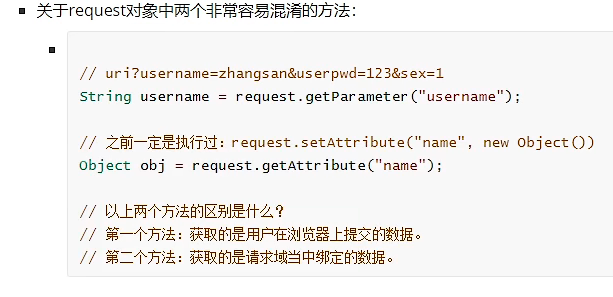 关于request对象中两个非常容易混淆的方法：
// uri?username=zhangsan&userpwd=123&sex=1
String username = request.getParameter("username");
// 之前一定是执行过：request.setAttribute("name", new Object())
Object obj = request.getAttribute("name");
// 以上两个方法的区别是什么？
// 第一个方法：获取的是用户在浏览器上提交的数据。
// 第二个方法：获取的是请求域当中绑定的数据。